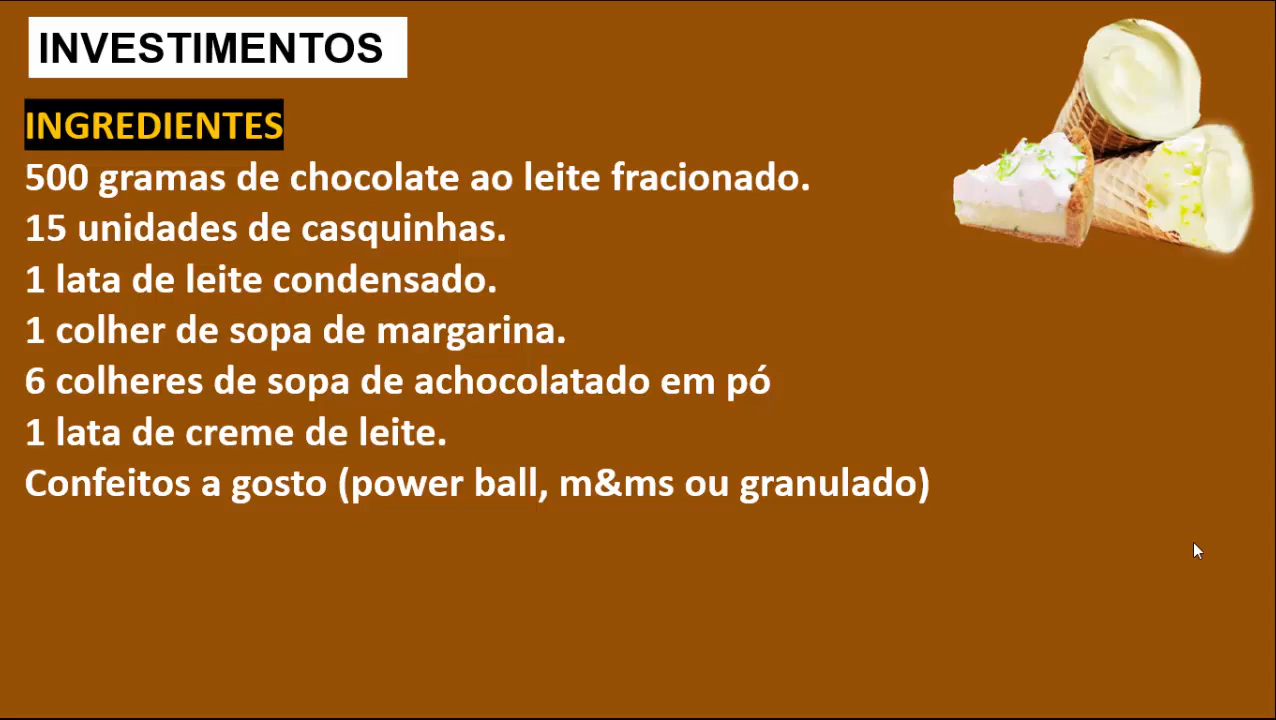 INVESTIMENTOS
INGREDIENTES
500 gramas de chocolate ao leite fracionado.
15 unidades de casquinhas.
1 lata de leite condensado.
1 colher de sopa de margarina.
6 colheres de sopa de achocolatado em pó
1 lata de creme de leite.
Confeitos a gosto (power ball, m&ms ou granulado)